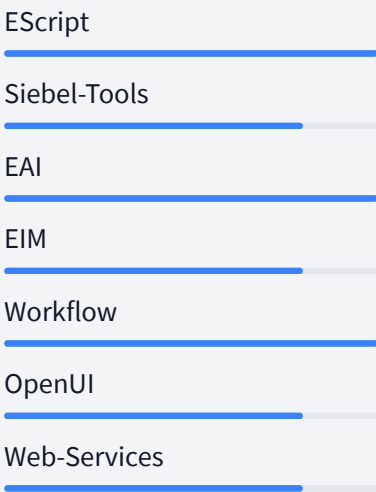 EScript
Siebel-Tools
EAI
EIM
Workflow
OpenUI
Web-Services